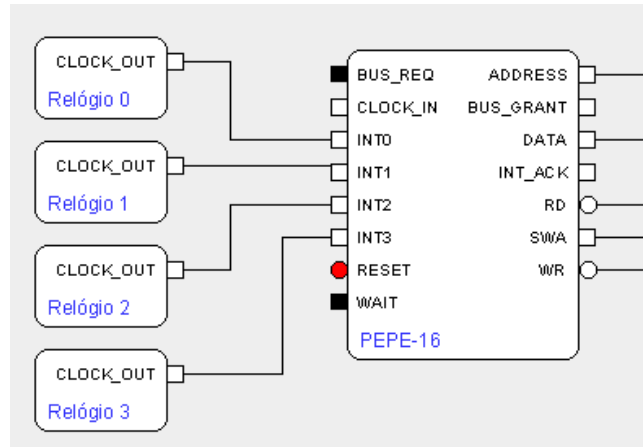 CLOCK_OUT
Relógio 0
CLOCK_OUT
Relógio 1
CLOCK_OUT
Relógio 2
CLOCK_OUT
Relógio 3
BUS_REQ ADDRESS
CLOCK_IN BUS_GRANT
INT0 DATA
INT1 INT_ACK
INT2 RD
INT3 SWA
RESET WR
WAIT
PEPE-16